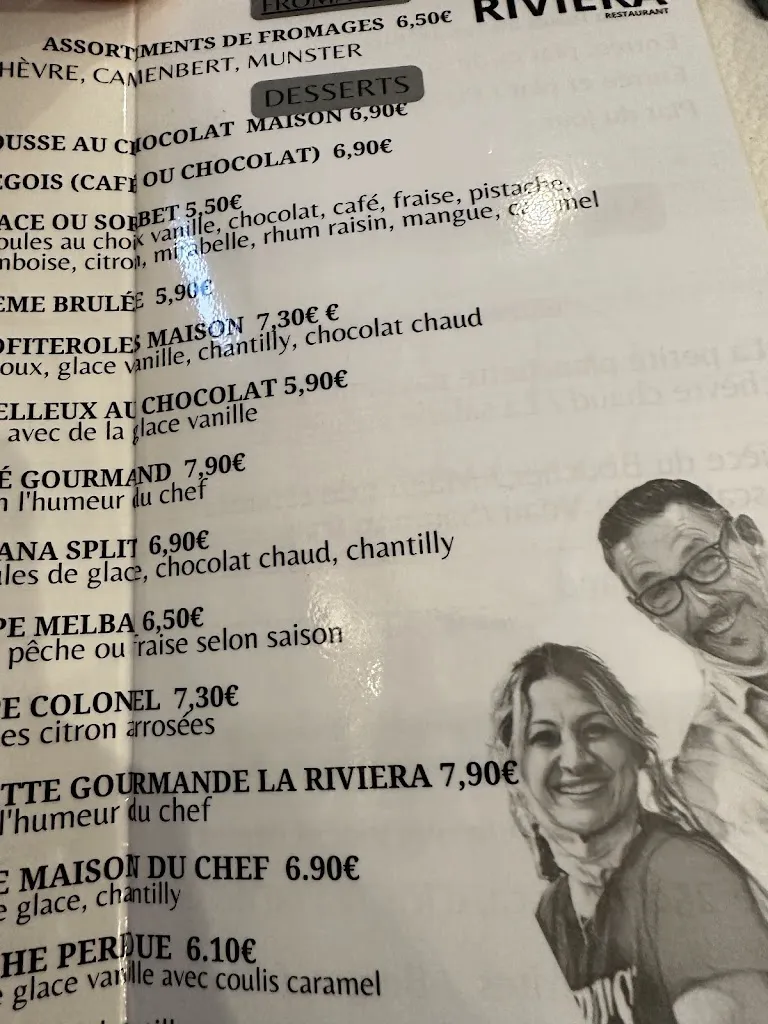 FROMAGES
RIVIERA
RESTAURANT
ASSORTIMENTS DE FROMAGES 6,50€
HÈVRE, CAMENBERT, MUNSTER
DESSERTS
OUSSE AU CHOCOLAT MAISON 6,90€
EGOIS (CAFÉ OU CHOCOLAT) 6,90€
ACE OU SORBET 5,50€
oules au choix vanille, chocolat, café, fraise, pistache,
mboise, citron, mirabelle, rhum raisin, mangue, caramel
EME BRULÉE 5,90€
OFITEROLES MAISON 7,30€ €
oux, glace vanille, chantilly, chocolat chaud
ELLEUX AU CHOCOLAT 5,90€
avec de la glace vanille
É GOURMAND 7,90€
n l'humeur du chef
ANA SPLIT 6,90€
ules de glace, chocolat chaud, chantilly
PE MELBA 6,50€
pêche ou fraise selon saison
E COLONEL 7,30€
es citron arrosées
TTE GOURMANDE LA RIVIERA 7,90€
l'humeur du chef
E MAISON DU CHEF 6.90€
e glace, chantilly
HE PERDUE 6.10€
e glace vanille avec coulis caramel